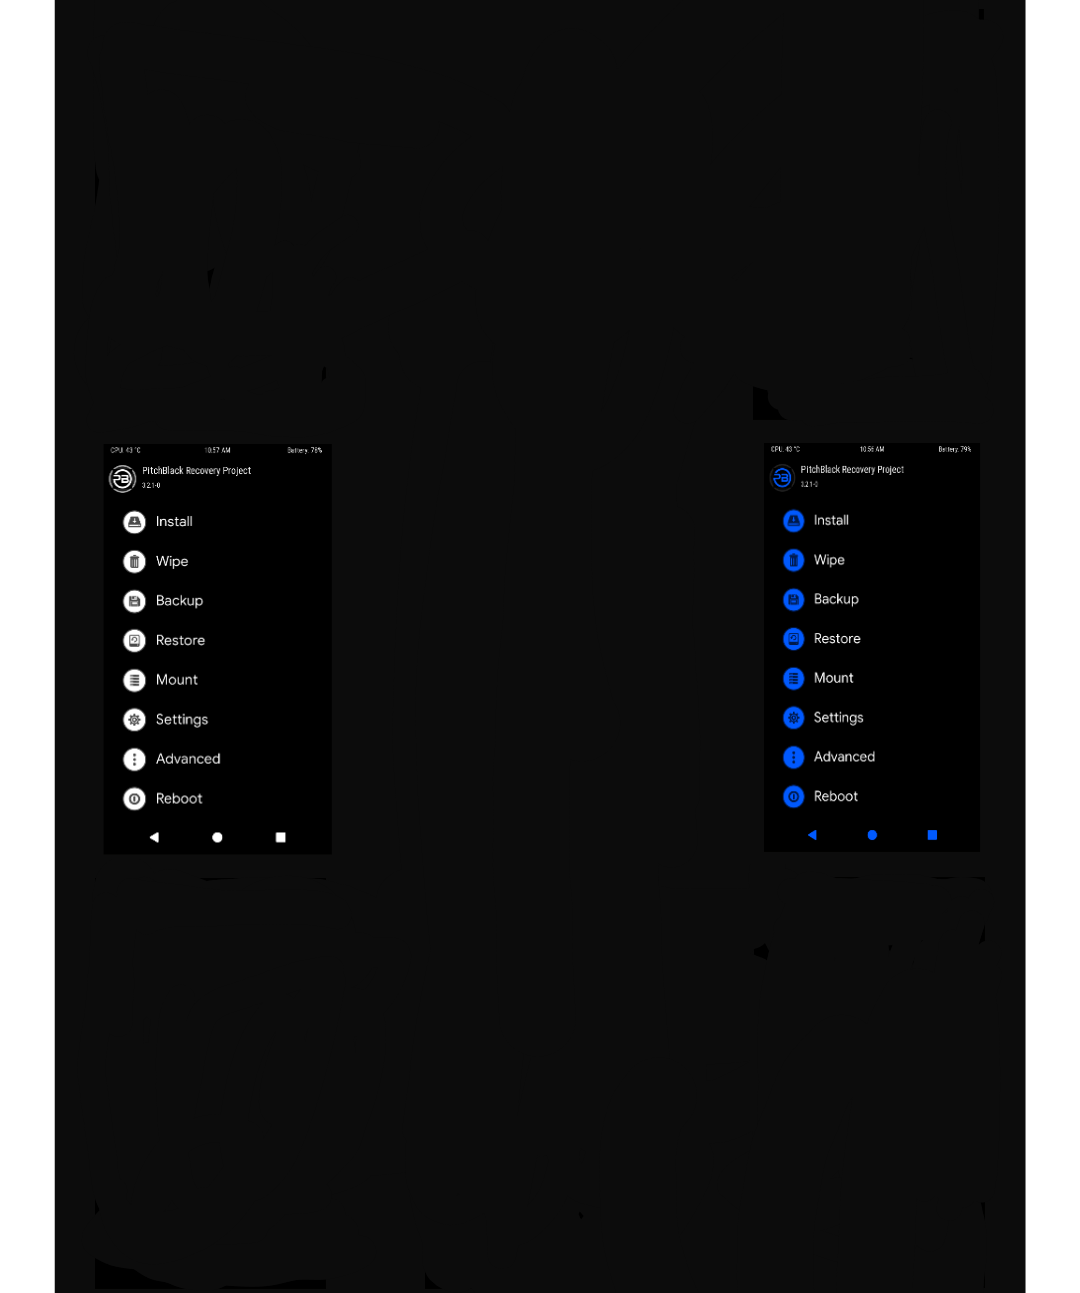 CPU: 43 °C 10:57 AM Battery: 78%
PitchBlack Recovery Project
3.2.1-0
Install
Wipe
Backup
Restore
Mount
Settings
Advanced
Reboot
CPU: 43 °C 10:56 AM Battery: 79%
PitchBlack Recovery Project
3.2.1-0
Install
Wipe
Backup
Restore
Mount
Settings
Advanced
Reboot